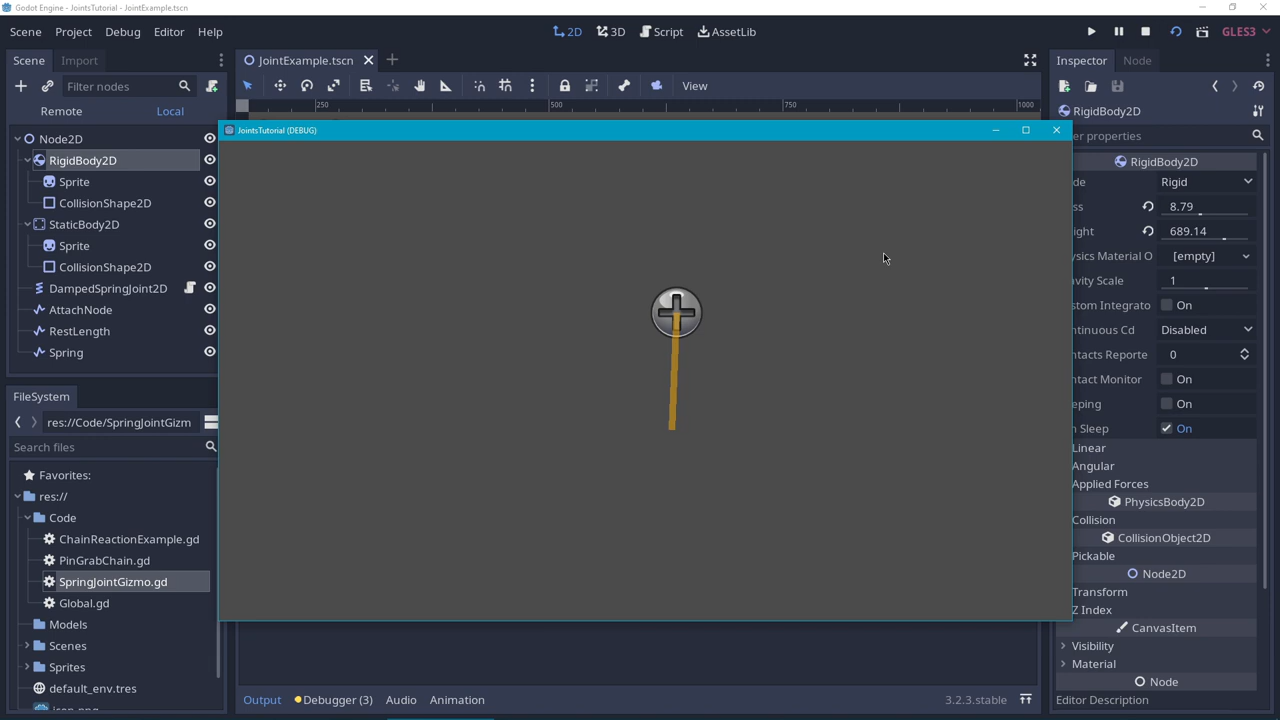 Godot Engine - JointsTutorial - JointExample.tscn
Scene Project Debug Editor Help
2D 3D Script AssetLib
GLES3
Scene Import
Filter nodes
Remote Local
Node2D
RigidBody2D
Sprite
CollisionShape2D
StaticBody2D
Sprite
CollisionShape2D
DampedSpringJoint2D
AttachNode
RestLength
Spring
FileSystem
res://Code/SpringJointGizm
Search files
Favorites:
res://
Code
ChainReactionExample.gd
PinGrabChain.gd
SpringJointGizmo.gd
Global.gd
Models
Scenes
Sprites
default_env.tres
icon.png
JointExample.tscn
View
250 500 750 1000
JointsTutorial (DEBUG)
Output Debugger (3) Audio Animation
3.2.3.stable
Inspector Node
RigidBody2D
er properties
RigidBody2D
de Rigid
ss 8.79
ight 689.14
ysics Material O [empty]
avity Scale 1
stom Integrato On
ntinuous Cd Disabled
ntacts Reporte 0
ntact Monitor On
eping On
n Sleep On
Linear
Angular
Applied Forces
PhysicsBody2D
Collision
CollisionObject2D
Pickable
Node2D
Transform
Z Index
CanvasItem
Visibility
Material
Node
Editor Description